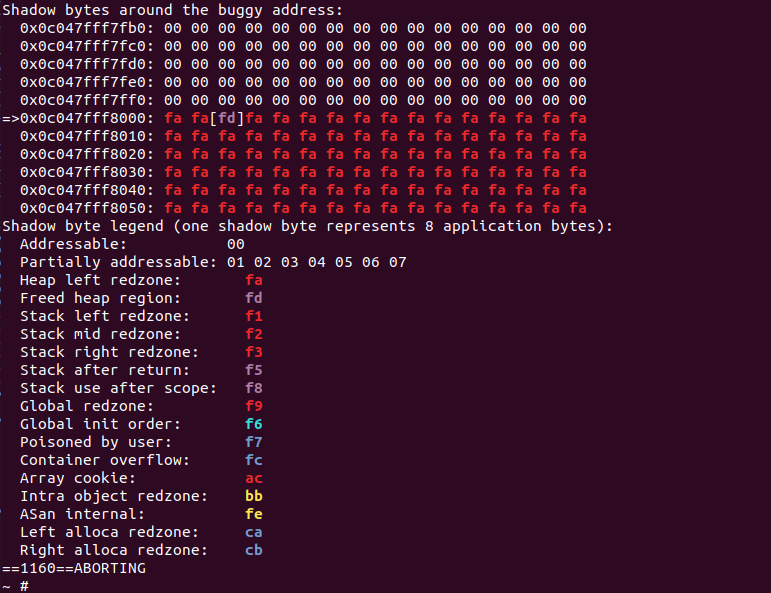 Shadow bytes around the buggy address:
  0x0c047fff7fb0: 00 00 00 00 00 00 00 00 00 00 00 00 00 00 00 00
  0x0c047fff7fc0: 00 00 00 00 00 00 00 00 00 00 00 00 00 00 00 00
  0x0c047fff7fd0: 00 00 00 00 00 00 00 00 00 00 00 00 00 00 00 00
  0x0c047fff7fe0: 00 00 00 00 00 00 00 00 00 00 00 00 00 00 00 00
  0x0c047fff7ff0: 00 00 00 00 00 00 00 00 00 00 00 00 00 00 00 00
=>0x0c047fff8000: fa fa[fd]fa fa fa fa fa fa fa fa fa fa fa fa fa
  0x0c047fff8010: fa fa fa fa fa fa fa fa fa fa fa fa fa fa fa fa
  0x0c047fff8020: fa fa fa fa fa fa fa fa fa fa fa fa fa fa fa fa
  0x0c047fff8030: fa fa fa fa fa fa fa fa fa fa fa fa fa fa fa fa
  0x0c047fff8040: fa fa fa fa fa fa fa fa fa fa fa fa fa fa fa fa
  0x0c047fff8050: fa fa fa fa fa fa fa fa fa fa fa fa fa fa fa fa
Shadow byte legend (one shadow byte represents 8 application bytes):
  Addressable:           00
  Partially addressable: 01 02 03 04 05 06 07
  Heap left redzone:       fa
  Freed heap region:       fd
  Stack left redzone:      f1
  Stack mid redzone:       f2
  Stack right redzone:     f3
  Stack after return:      f5
  Stack use after scope:   f8
  Global redzone:          f9
  Global init order:       f6
  Poisoned by user:        f7
  Container overflow:      fc
  Array cookie:            ac
  Intra object redzone:    bb
  ASan internal:           fe
  Left alloca redzone:     ca
  Right alloca redzone:    cb
==1160==ABORTING
~ #